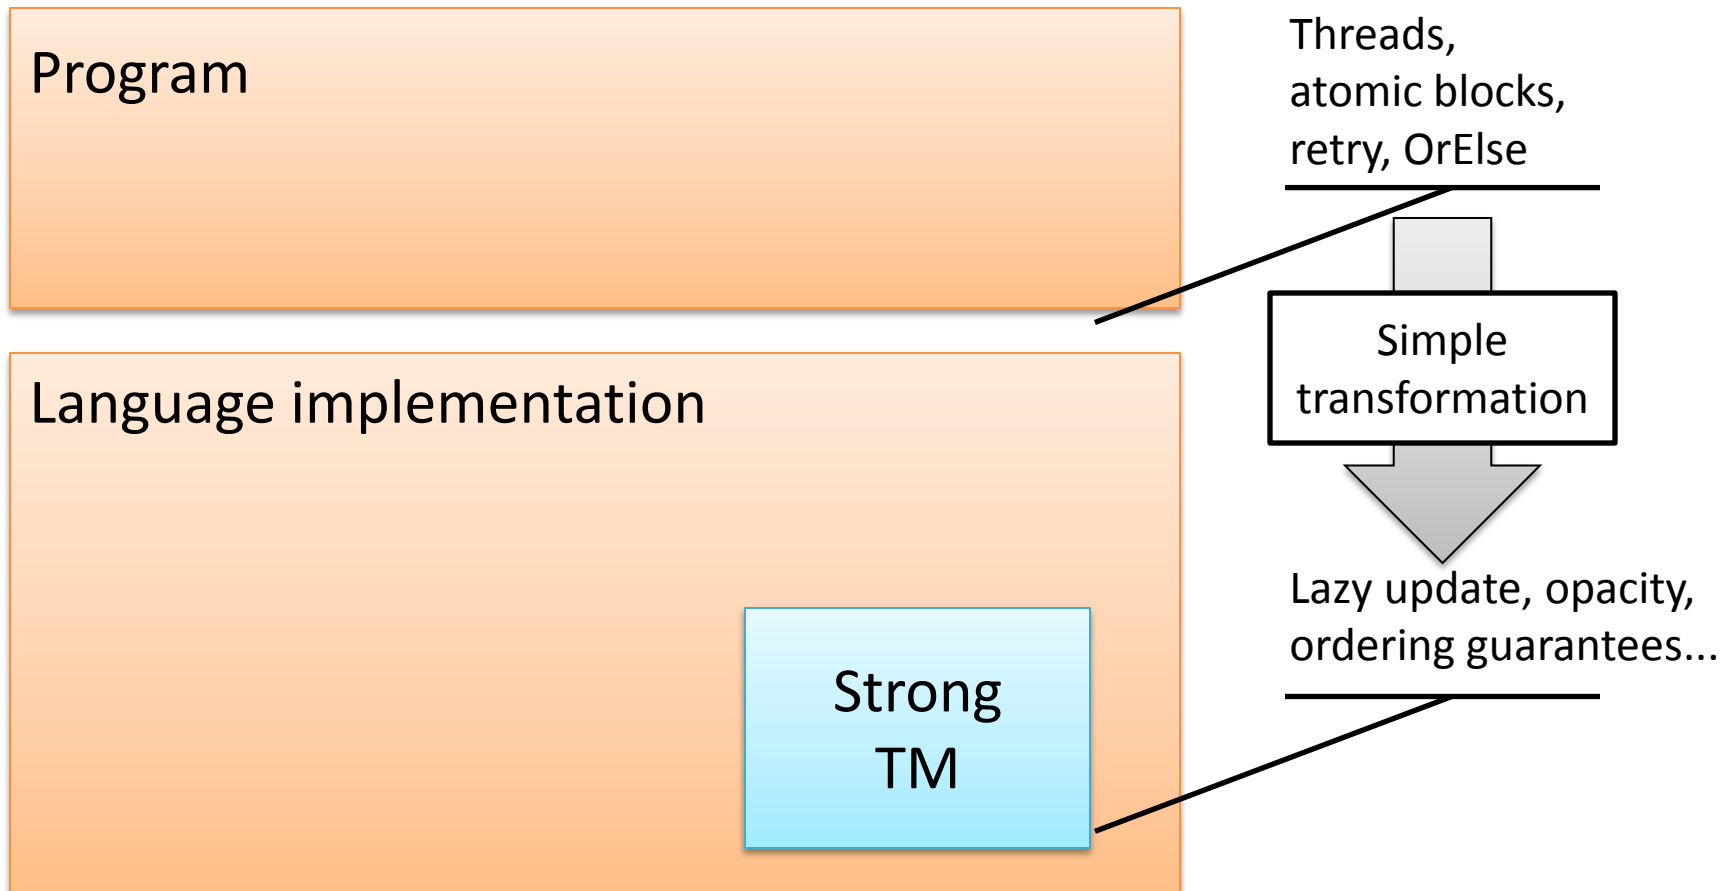 Program
Threads,
atomic blocks,
retry, OrElse
Simple
transformation
Language implementation
Lazy update, opacity,
ordering guarantees...
Strong
TM